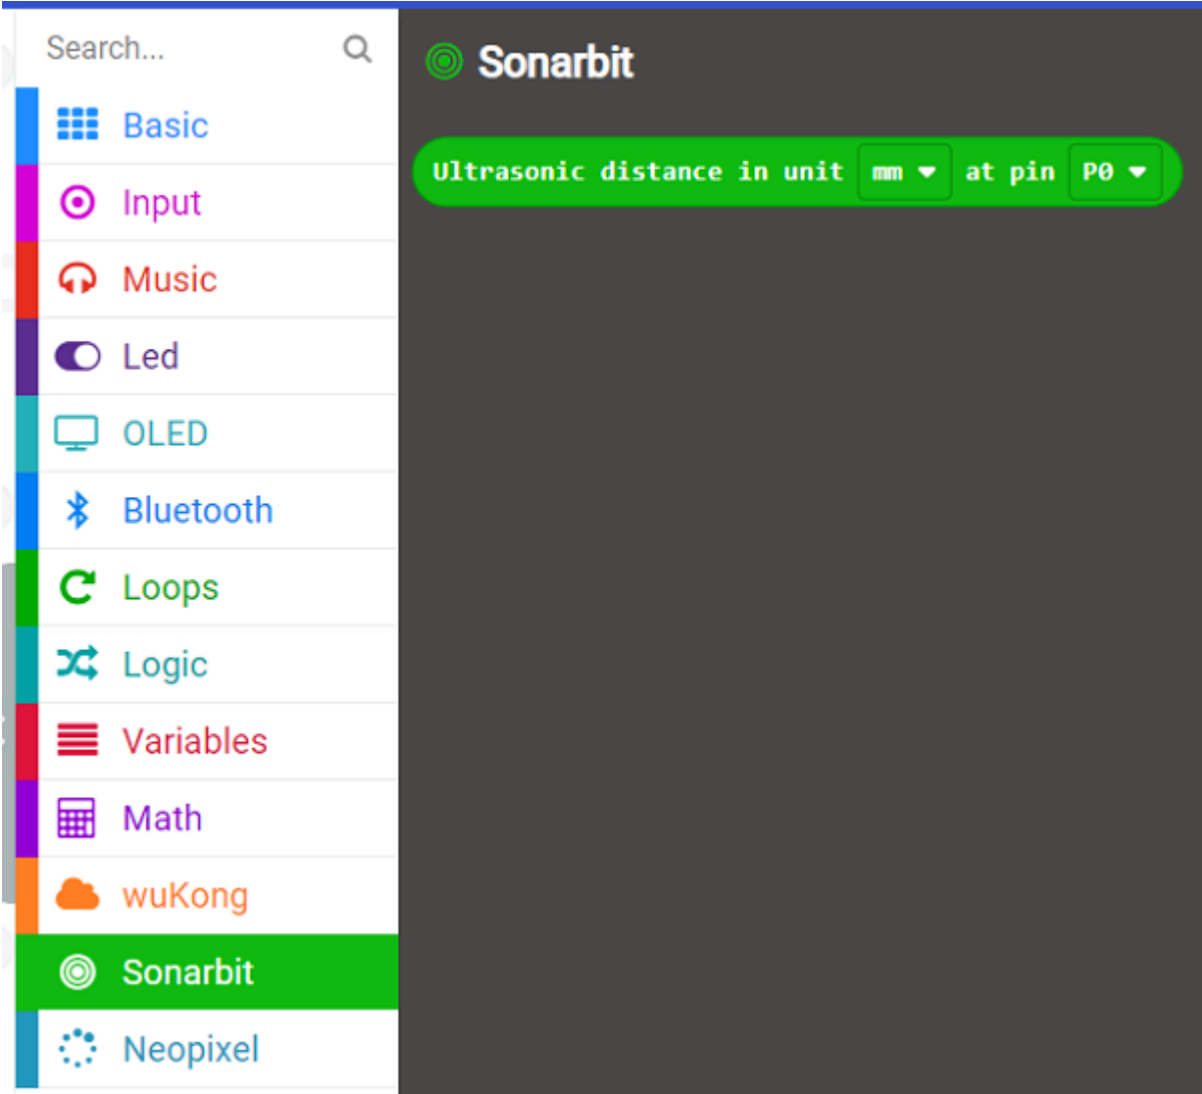 Search...
Basic
Input
Music
Led
OLED
Bluetooth
Loops
Logic
Variables
Math
wuKong
Sonarbit
Neopixel
Sonarbit
Ultrasonic distance in unit mm at pin P0